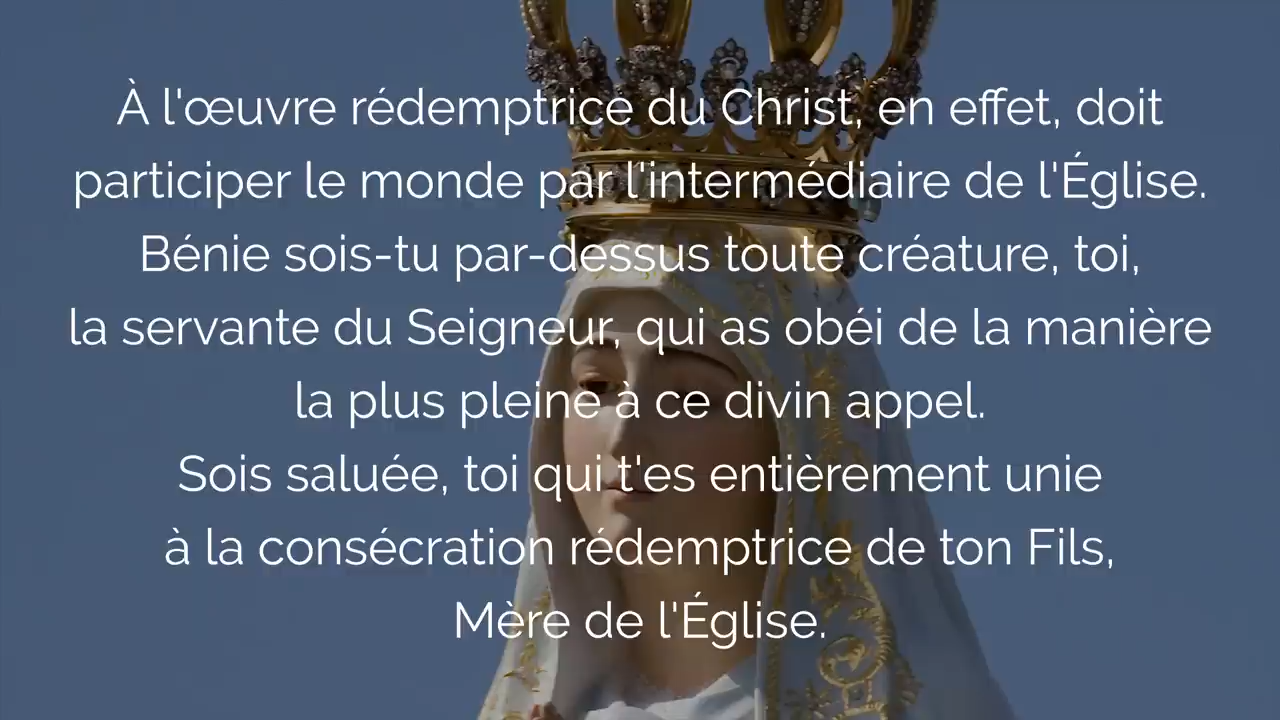 À l'œuvre rédemptrice du Christ, en effet, doit
participer le monde par l'intermédiaire de l'Église.
Bénie sois-tu par-dessus toute créature, toi,
la servante du Seigneur, qui as obéi de la manière
la plus pleine à ce divin appel.
Sois saluée, toi qui t'es entièrement unie
à la consécration rédemptrice de ton Fils,
Mère de l'Église.